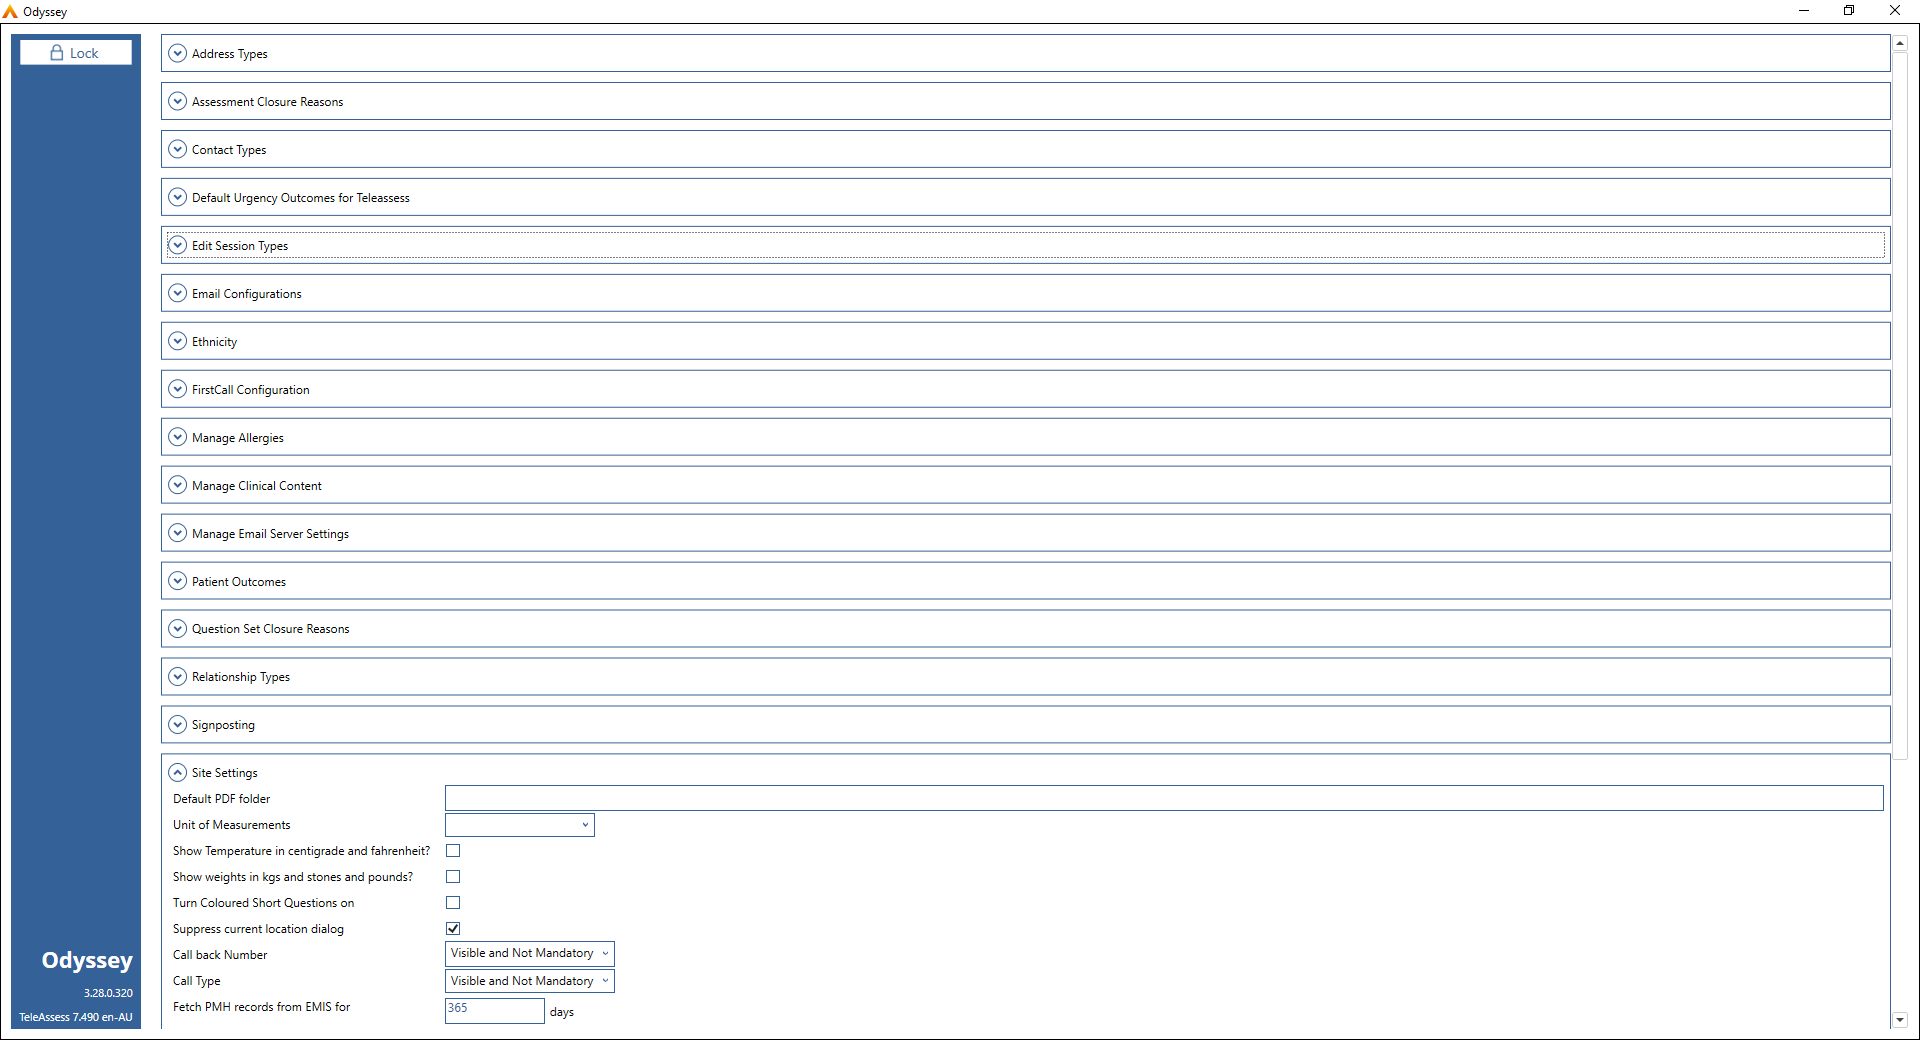 Odyssey
Lock
Address Types
Assessment Closure Reasons
Contact Types
Default Urgency Outcomes for Teleassess
Edit Session Types
Email Configurations
Ethnicity
FirstCall Configuration
Manage Allergies
Manage Clinical Content
Manage Email Server Settings
Patient Outcomes
Question Set Closure Reasons
Relationship Types
Signposting
Site Settings
Default PDF folder
Unit of Measurements
Show Temperature in centigrade and fahrenheit?
Show weights in kgs and stones and pounds?
Turn Coloured Short Questions on
Suppress current location dialog
Call back Number Visible and Not Mandatory
Call Type Visible and Not Mandatory
Fetch PMH records from EMIS for 365 days
Odyssey
3.28.0.320
TeleAssess 7.490 en-AU